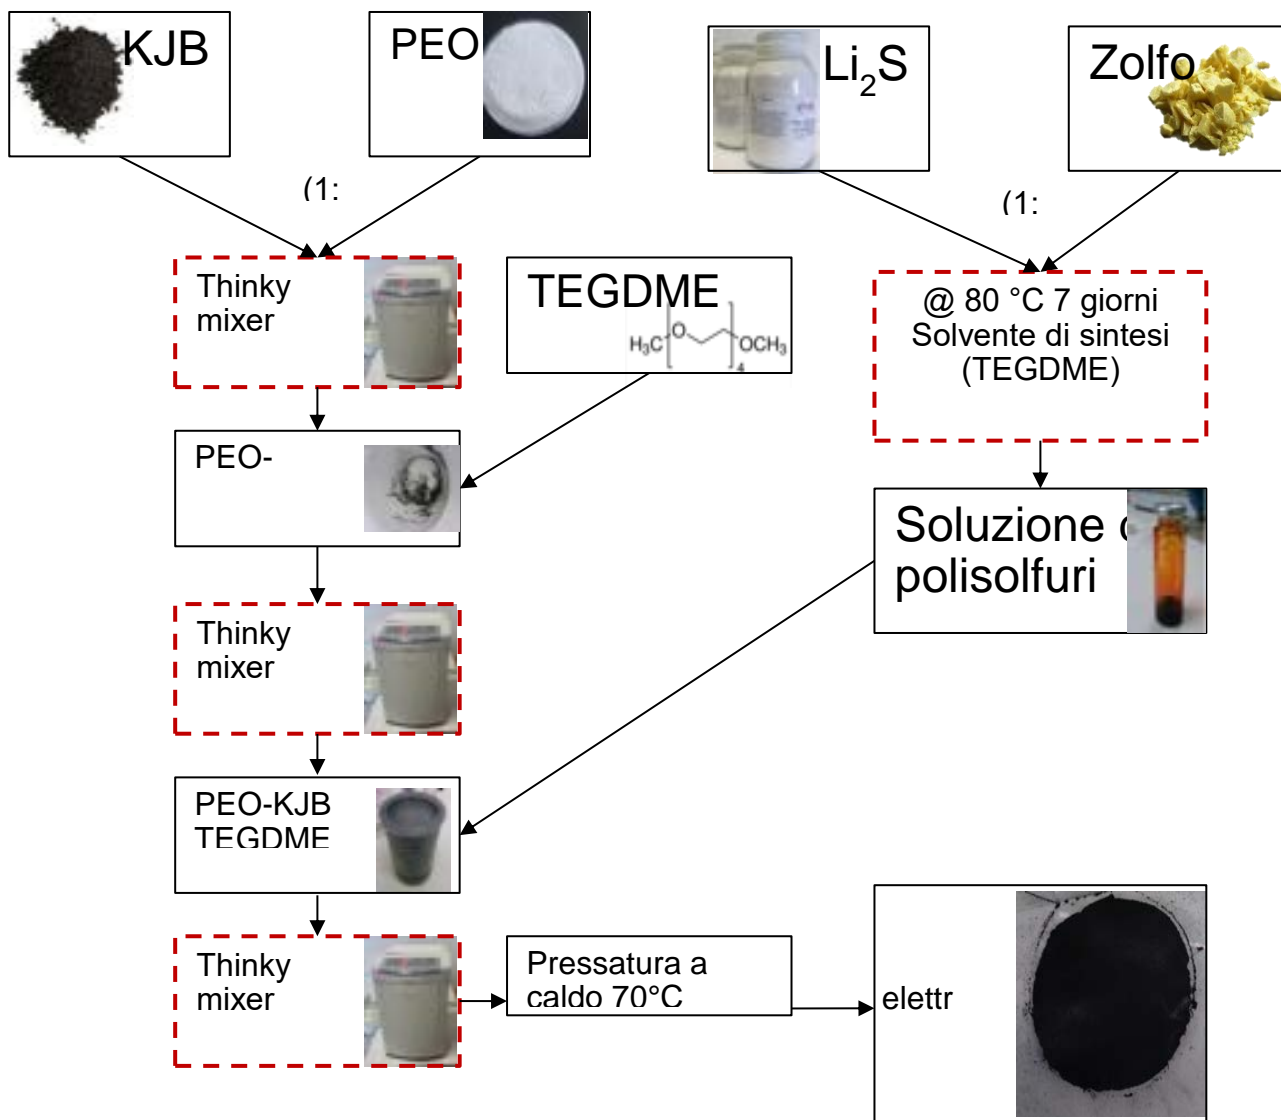 KJB
PEO
Li₂S
Zolfo
(1:
(1:
Thinky
mixer
TEGDME
H₃C
O
OCH₃
4
@ 80 °C 7 giorni
Solvente di sintesi
(TEGDME)
PEO-
Soluzione
polisolfuri
Thinky
mixer
PEO-KJB
TEGDME
Thinky
mixer
Pressatura a
caldo 70°C
elettr